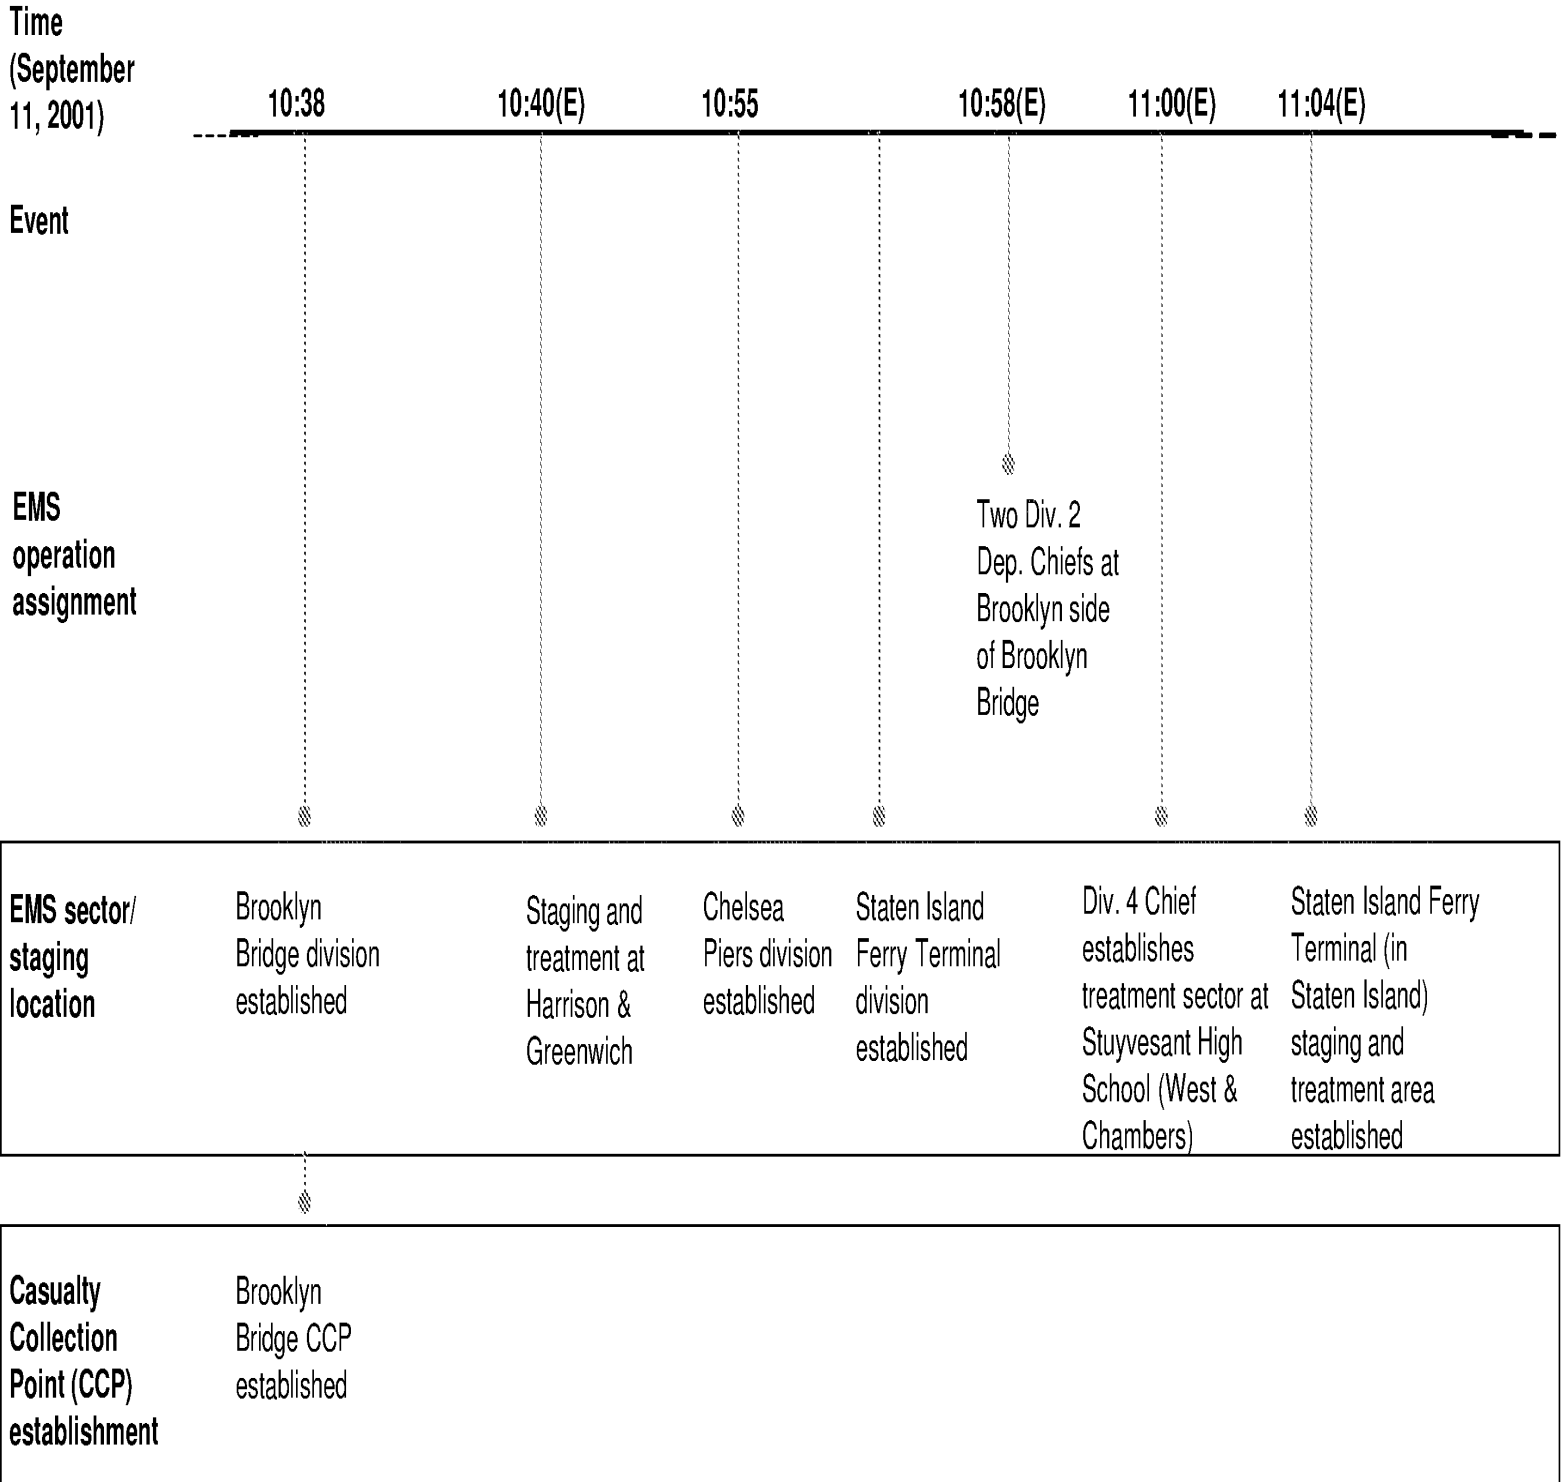 Time
(September
11, 2001)
10:38
10:40(E)
10:55
10:58(E)
11:00(E)
11:04(E)
Event
EMS
operation
assignment
Two Div. 2
Dep. Chiefs at
Brooklyn side
of Brooklyn
Bridge
EMS sector/
staging
location
Brooklyn
Bridge division
established
Staging and
treatment at
Harrison &
Greenwich
Chelsea
Piers division
established
Staten Island
Ferry Terminal
division
established
Div. 4 Chief
establishes
treatment sector at
Stuyvesant High
School (West &
Chambers)
Staten Island Ferry
Terminal (in
Staten Island)
staging and
treatment area
established
Casualty
Collection
Point (CCP)
establishment
Brooklyn
Bridge CCP
established